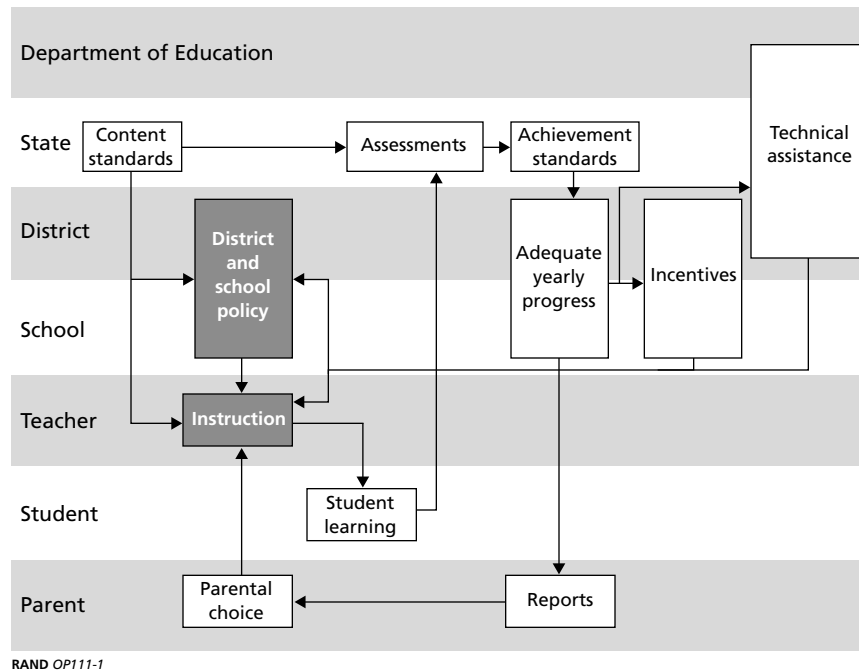 Department of Education
State
Content
standards
Assessments
Achievement
standards
Technical
assistance
District
District
and
school
policy
Adequate
yearly
progress
Incentives
School
Teacher
Instruction
Student
Student
learning
Parent
Parental
choice
Reports
RAND OP111-1